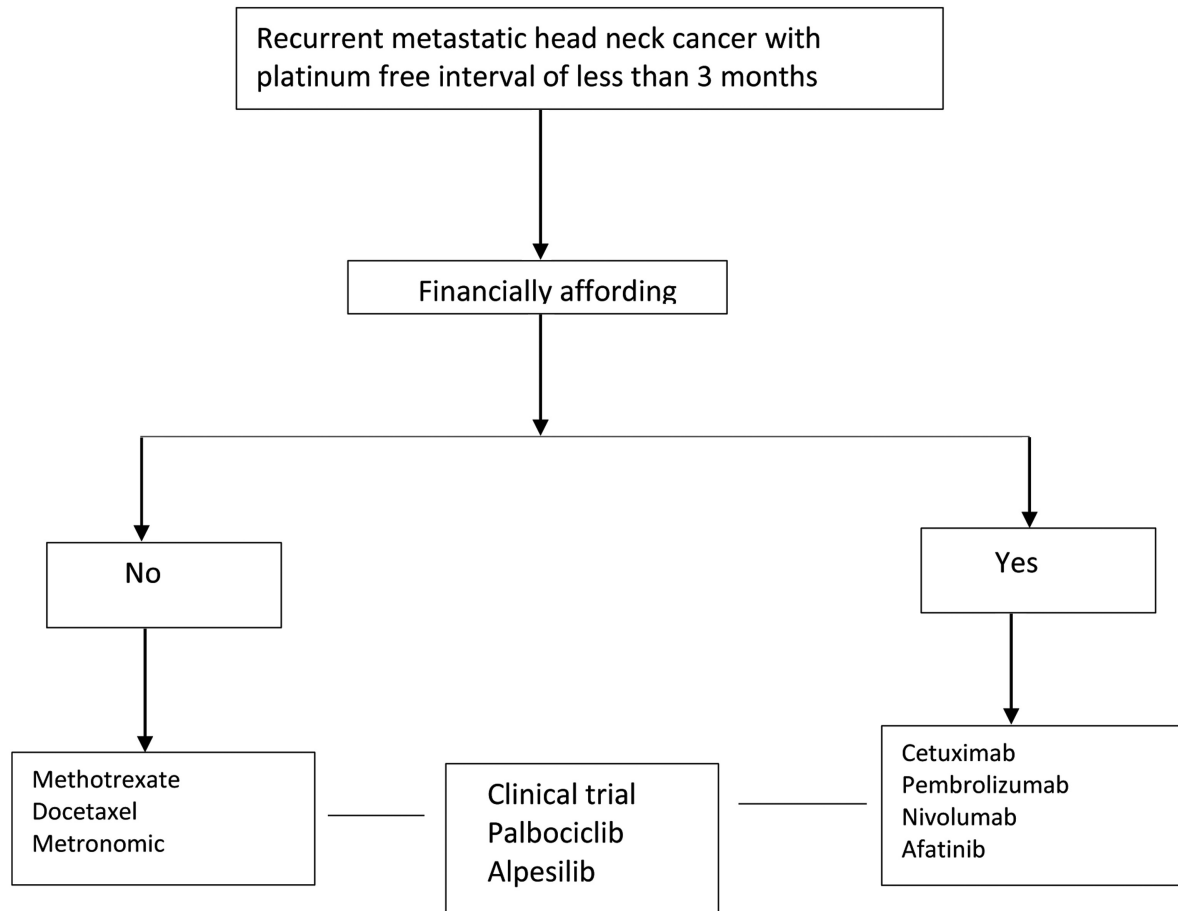 Recurrent metastatic head neck cancer with
platinum free interval of less than 3 months
Financially affording
No
Yes
Methotrexate
Docetaxel
Metronomic
Clinical trial
Palbociclib
Alpesilib
Cetuximab
Pembrolizumab
Nivolumab
Afatinib